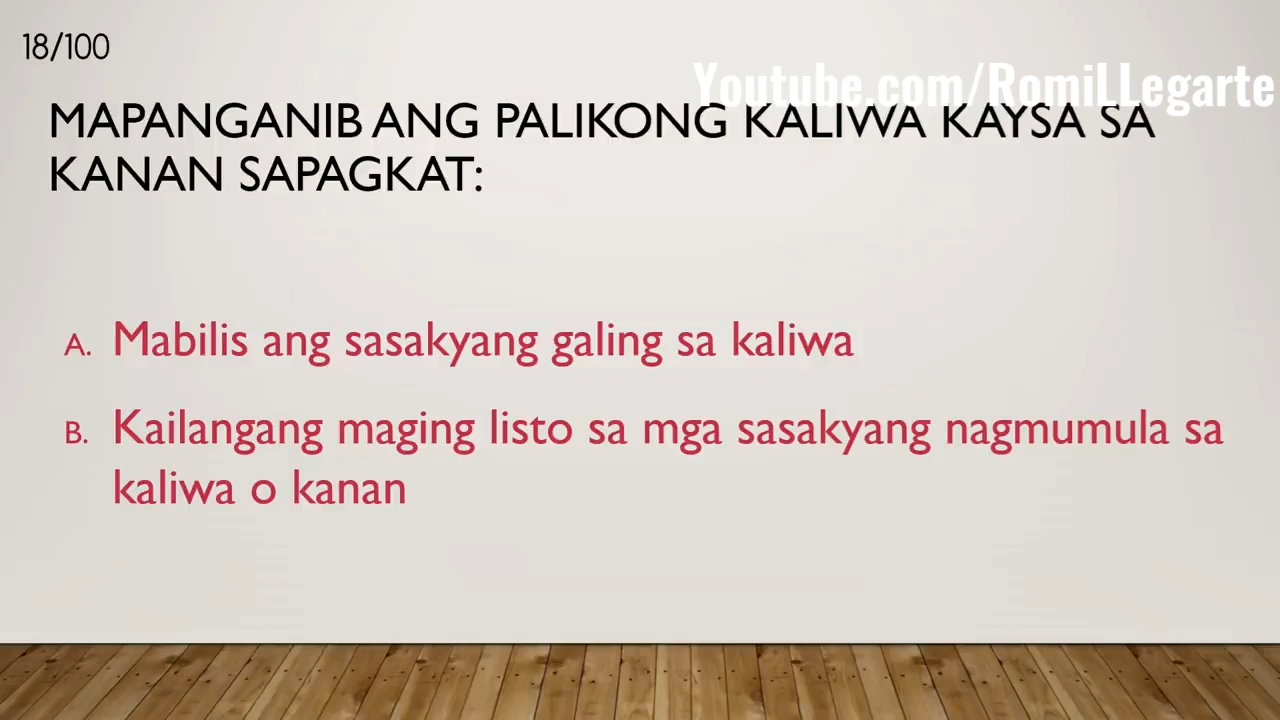 18/100
Youtube.com/RomiLLegarte
MAPANGANIB ANG PALIKONG KALIWA KAYSA SA
KANAN SAPAGKAT:
A. Mabilis ang sasakyang galing sa kaliwa
B. Kailangang maging listo sa mga sasakyang nagmumula sa
kaliwa o kanan